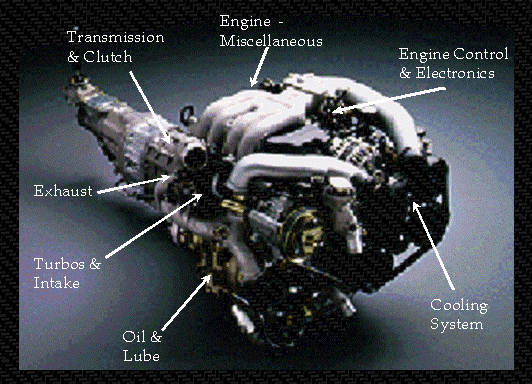 Engine -
Miscellaneous
Transmission
& Clutch
Engine Control
& Electronics
Exhaust
Turbos &
Intake
Cooling
System
Oil &
Lube